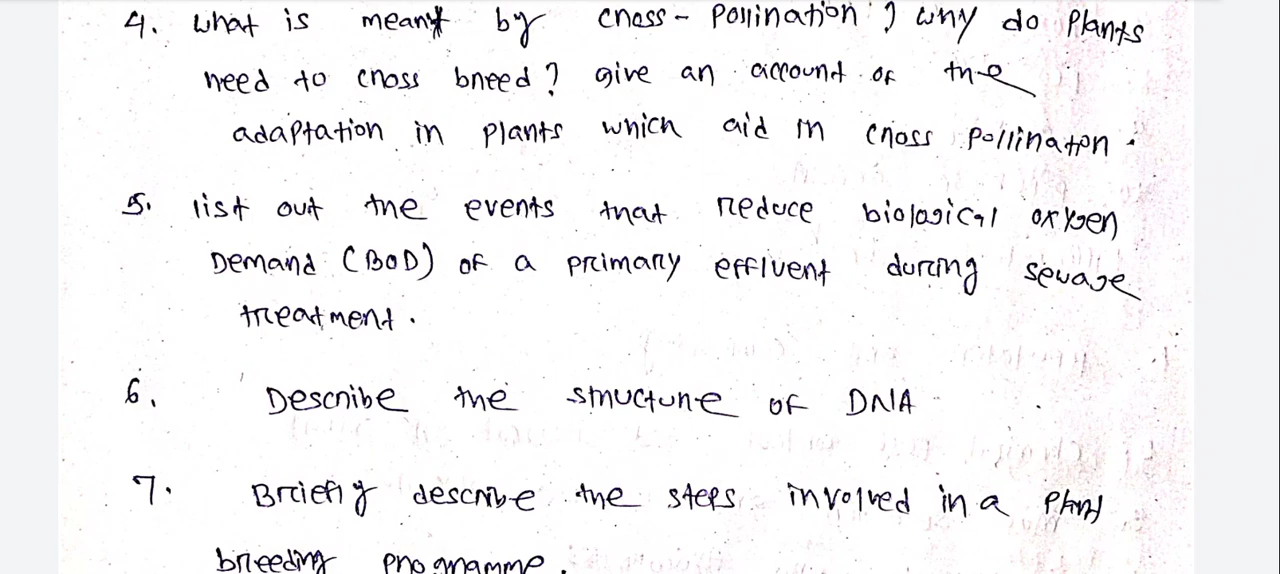 4. What is meant by cross - pollination ? why do Plants
need to cross breed ? give an account of the
adaptation in plants which aid in cross pollination.
5. list out the events that reduce biological oxygen
Demand (BOD) of a primary effluent during sewage
treatment.
6. Describe the structure of DNA
7. Briefly describe the steps involved in a Plant
breeding programme.